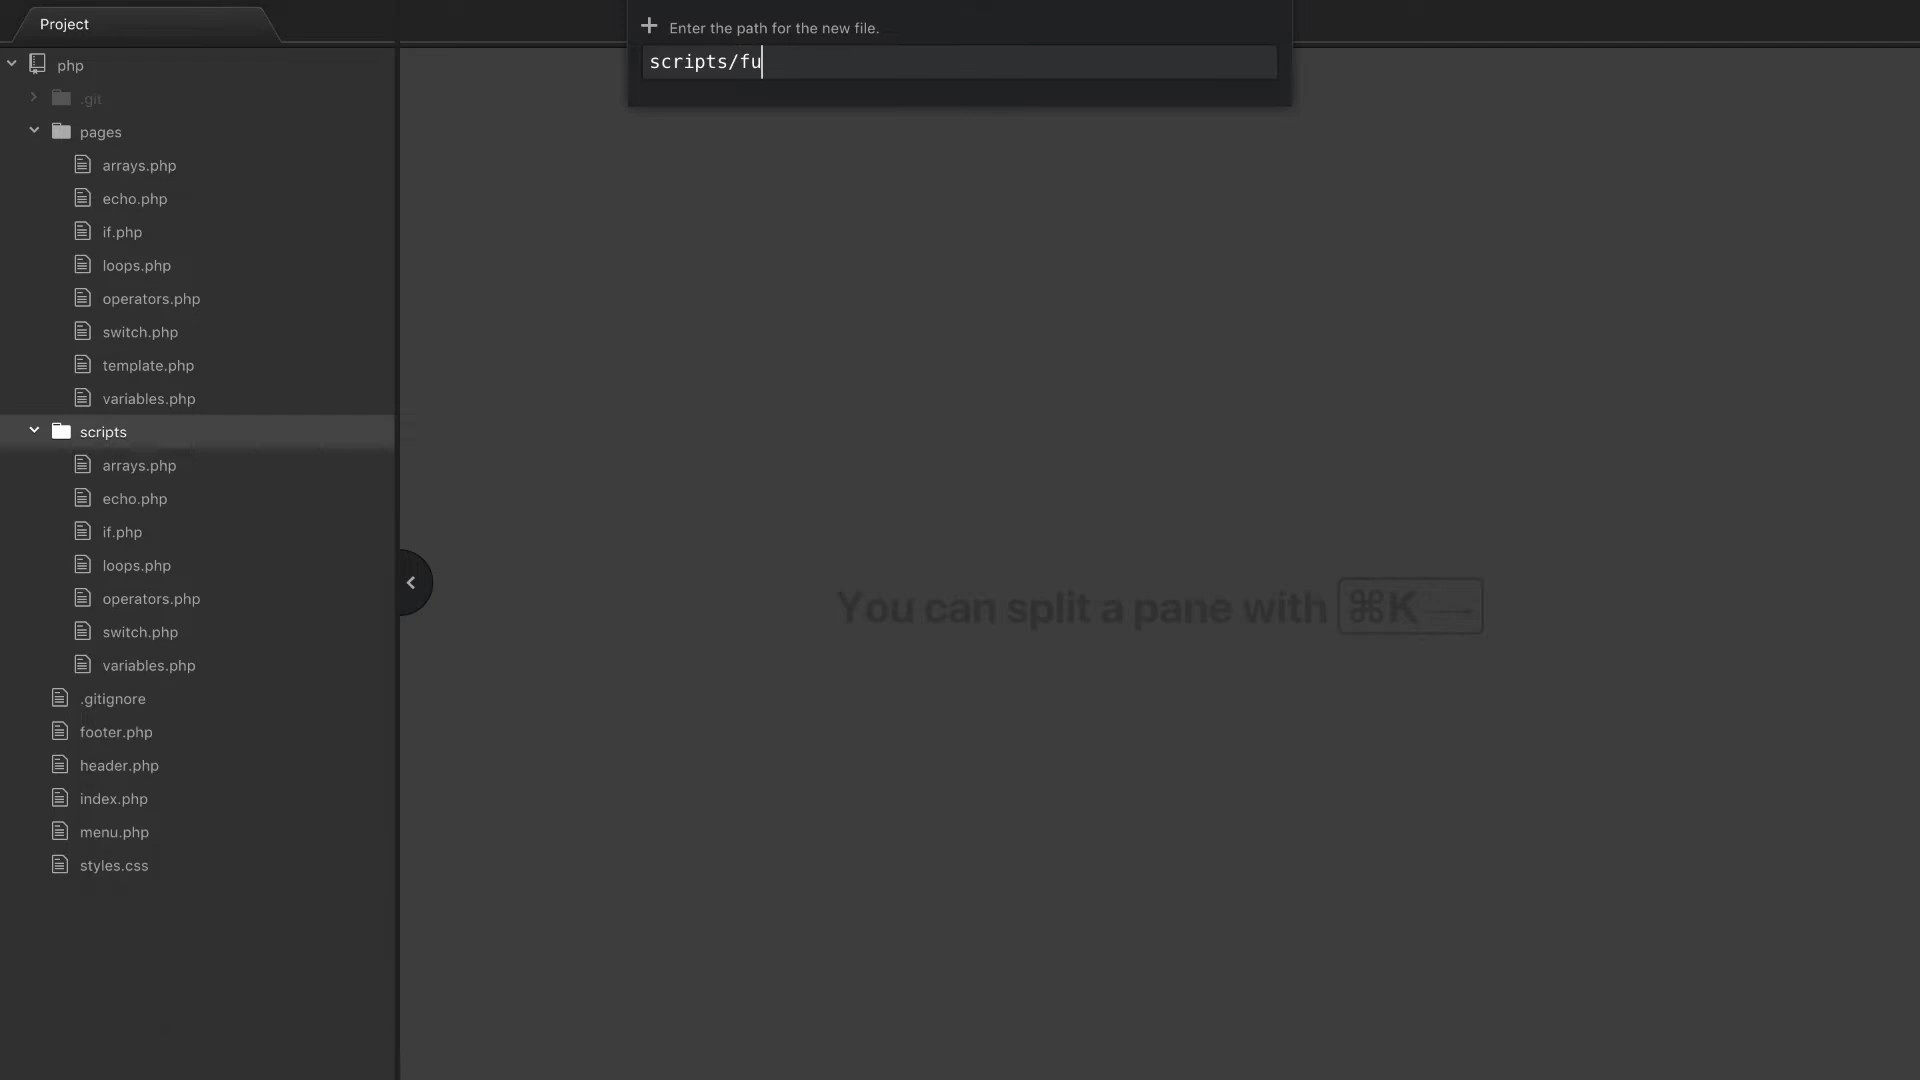 Project
Enter the path for the new file.
scripts/fu
php
.git
pages
arrays.php
echo.php
if.php
loops.php
operators.php
switch.php
template.php
variables.php
scripts
arrays.php
echo.php
if.php
loops.php
operators.php
switch.php
variables.php
.gitignore
footer.php
header.php
index.php
menu.php
styles.css
You can split a pane with ⌘K →